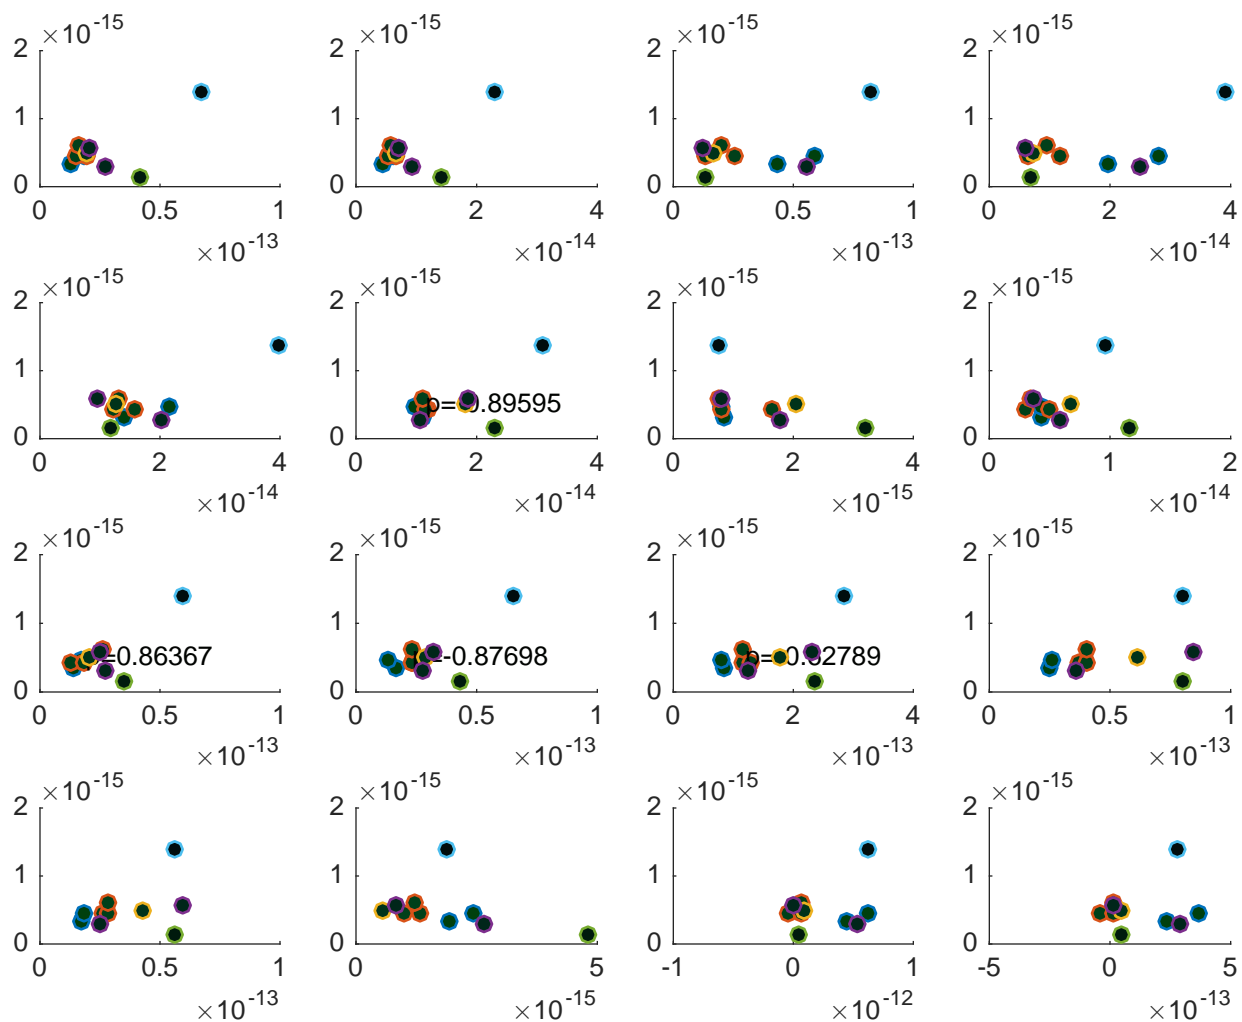 ×10-15 ×10-15 ×10-15 ×10-15
2 2 2 2
1 1 1 1
0 0 0 0
0 0.5 1 0 2 4 0 0.5 1 0 2 4
×10-13 ×10-14 ×10-13 ×10-14
×10-15 ×10-15 ×10-15 ×10-15
2 2 2 2
1 1 1 1
0.89595
0 0 0 0
0 2 4 0 2 4 0 2 4 0 1 2
×10-14 ×10-14 ×10-15 ×10-14
×10-15 ×10-15 ×10-15 ×10-15
2 2 2 2
1 1 1 1
=0.86367 -0.87698
0 0 0 0
0 0.5 1 0 0.5 1 0 2 4 0 0.5 1
×10-13 ×10-13 ×10-13 ×10-13
×10-15 ×10-15 ×10-15 ×10-15
2 2 2 2
1 1 1 1
0 0 0 0
0 0.5 1 0 5 -1 0 1 -5 0 5
×10-13 ×10-15 ×10-12 ×10-13